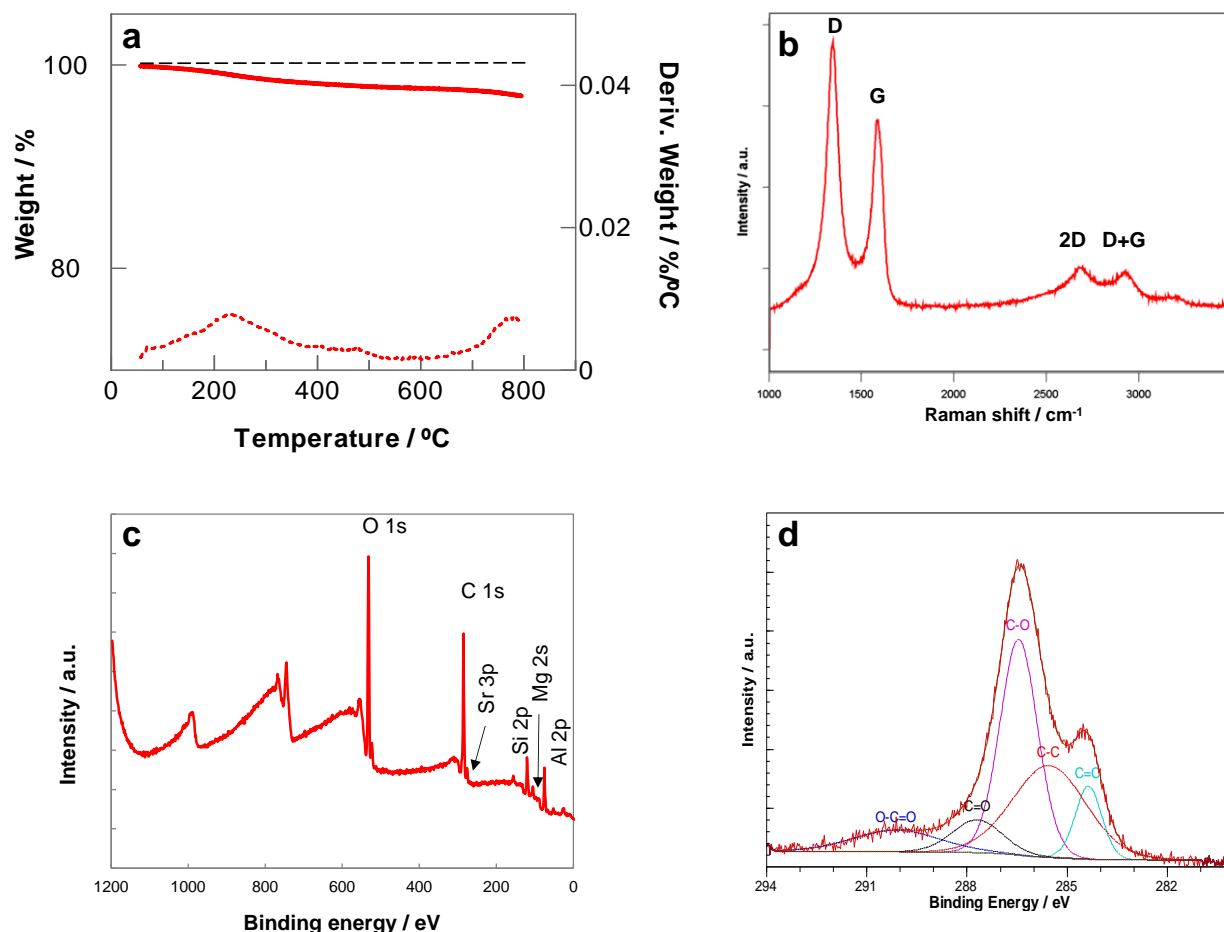 a
100
80
Weight / %
0
200
400
600
800
Temperature / ºC
0.04
0.02
0
Deriv. Weight / %/ºC
b
D
G
2D
D+G
Intensity / a.u.
1000
1500
2000
2500
3000
Raman shift / cm-1
c
O 1s
C 1s
Sr 3p
Si 2p
Mg 2s
Al 2p
Intensity / a.u.
1200
1000
800
600
400
200
0
Binding energy / eV
d
C-O
C-C
C=C
C=O
O-C=O
Intensity / a.u.
294
291
288
285
282
Binding Energy / eV